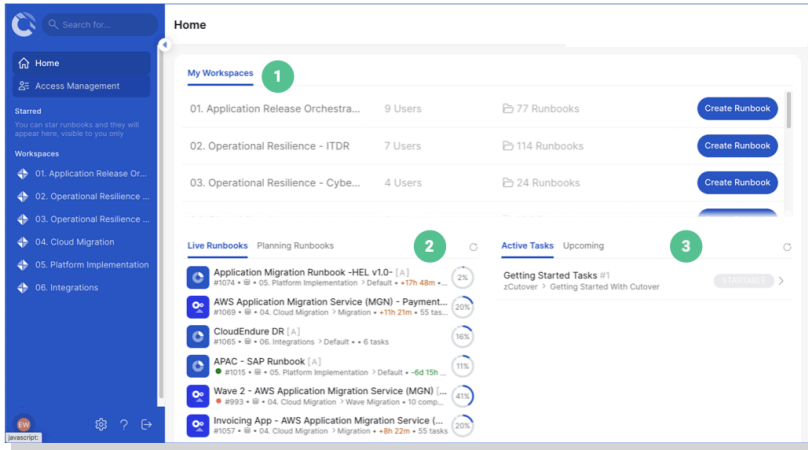 Search for...
Home
Home
Access Management
Starred
You can star runbooks and they will
appear here, visible to you only
Workspaces
01. Application Release Or...
02. Operational Resilience ...
03. Operational Resilience ...
04. Cloud Migration
05. Platform Implementation
06. Integrations
EW
javascript:
My Workspaces
1
01. Application Release Orchestra... 9 Users 77 Runbooks Create Runbook
02. Operational Resilience - ITDR 7 Users 114 Runbooks Create Runbook
03. Operational Resilience - Cybe... 4 Users 24 Runbooks Create Runbook
Live Runbooks Planning Runbooks 2
Application Migration Runbook -HEL v1.0- [A]
#1074 • 05. Platform Implementation > Default • +17h 48m •... 2%
AWS Application Migration Service (MGN) - Payment...
#1069 • 04. Cloud Migration > Migration • +11h 21m • 55 tas... 20%
CloudEndure DR [A]
#1065 • 06. Integrations > Default • • 6 tasks 16%
APAC - SAP Runbook [A]
#1015 • 05. Platform Implementation > Default • -6d 15h ... 11%
Wave 2 - AWS Application Migration Service (MGN) [...
#993 • 04. Cloud Migration > Wave Migration • 10 comp... 41%
Invoicing App - AWS Application Migration Service (...
#1057 • 04. Cloud Migration > Migration • +8h 22m • 55 tasks 20%
Active Tasks Upcoming 3
Getting Started Tasks #1
zCutover > Getting Started With Cutover
STARTABLE